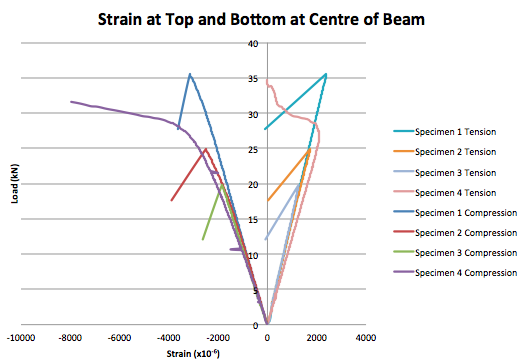 Strain at Top and Bottom at Centre of Beam
40
35
30
25
20
15
10
5
0
Load (kN)
-10000 -8000 -6000 -4000 -2000 0 2000 4000
Strain (x10⁻⁶)
Specimen 1 Tension
Specimen 2 Tension
Specimen 3 Tension
Specimen 4 Tension
Specimen 1 Compression
Specimen 2 Compression
Specimen 3 Compression
Specimen 4 Compression